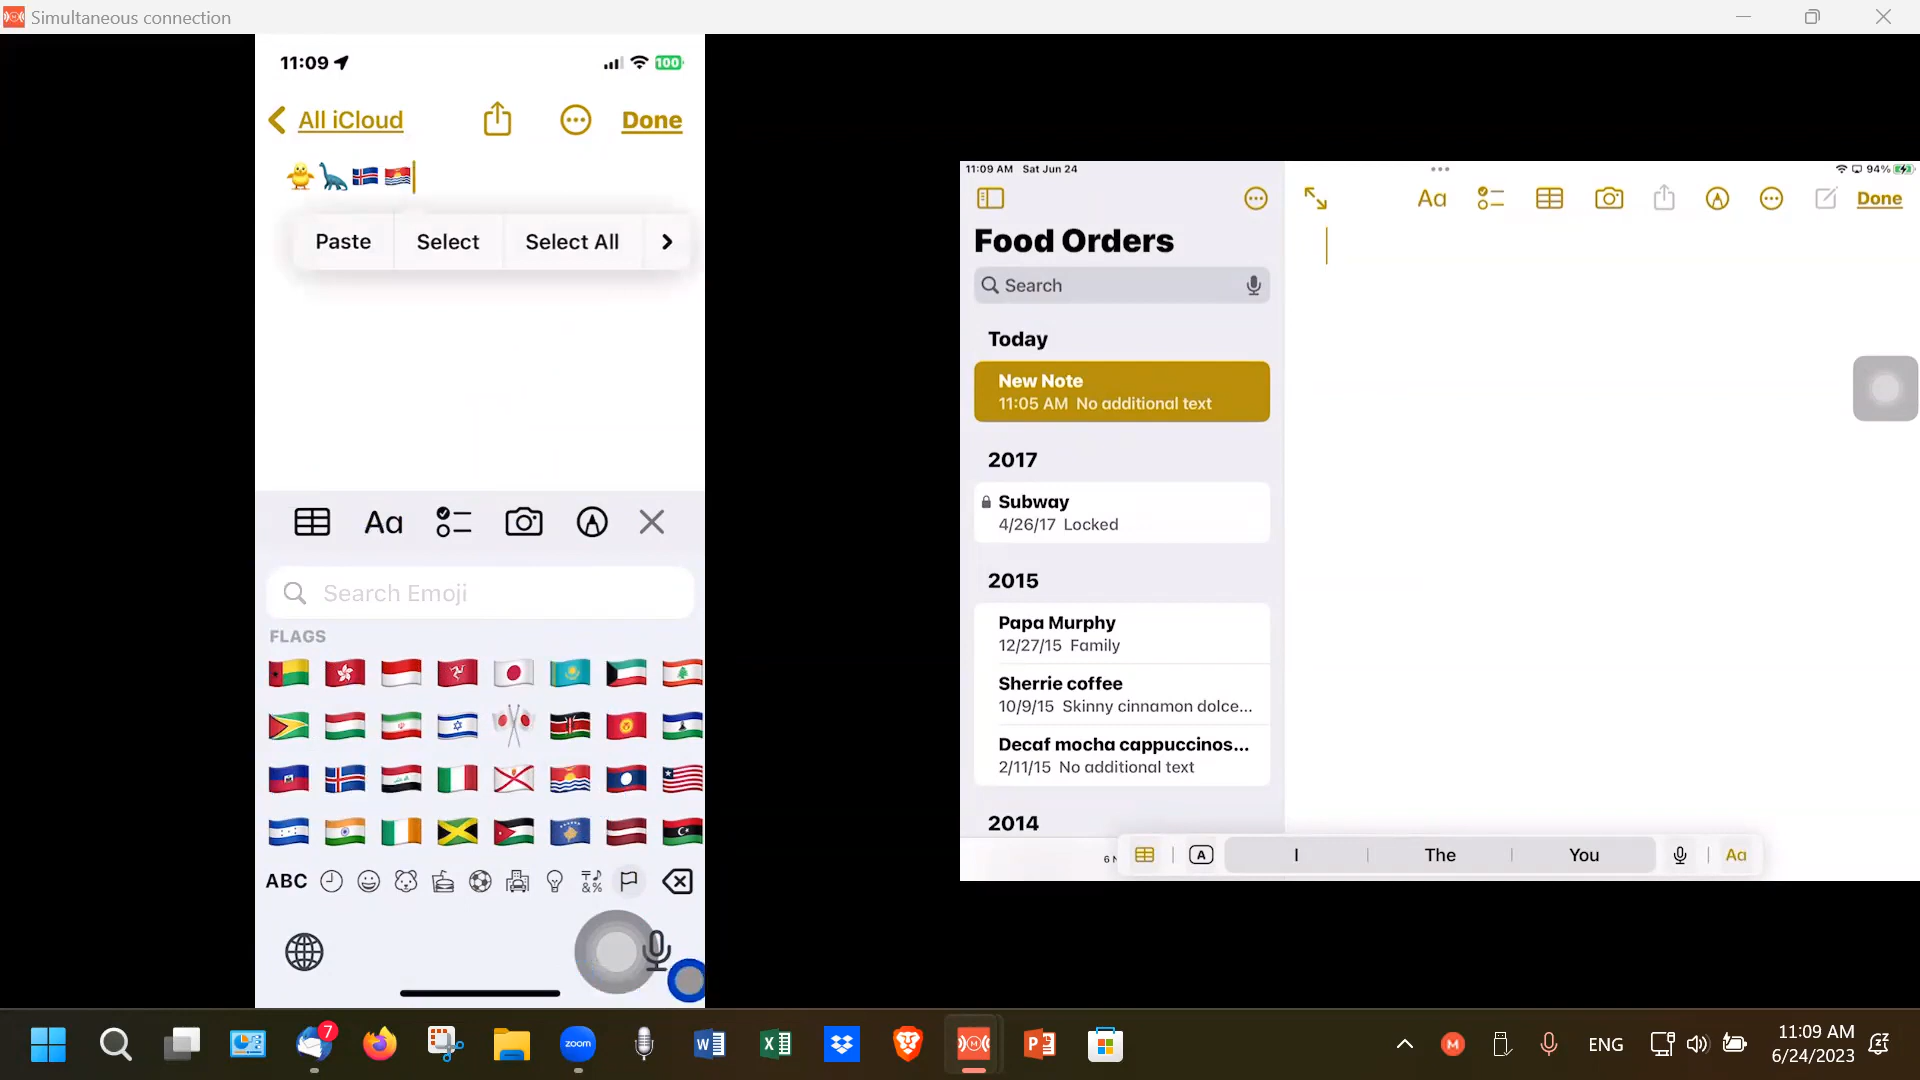 Simultaneous connection
11:09
100
All iCloud
Done
Paste
Select
Select All
Aa
Search Emoji
FLAGS
ABC
11:09 AM Sat Jun 24
94%
Food Orders
Search
Today
New Note
11:05 AM No additional text
2017
Subway
4/26/17 Locked
2015
Papa Murphy
12/27/15 Family
Sherrie coffee
10/9/15 Skinny cinnamon dolce...
Decaf mocha cappuccinos...
2/11/15 No additional text
2014
Aa
Done
6 N
A
I
The
You
Aa
7
zoom
ENG
11:09 AM
6/24/2023